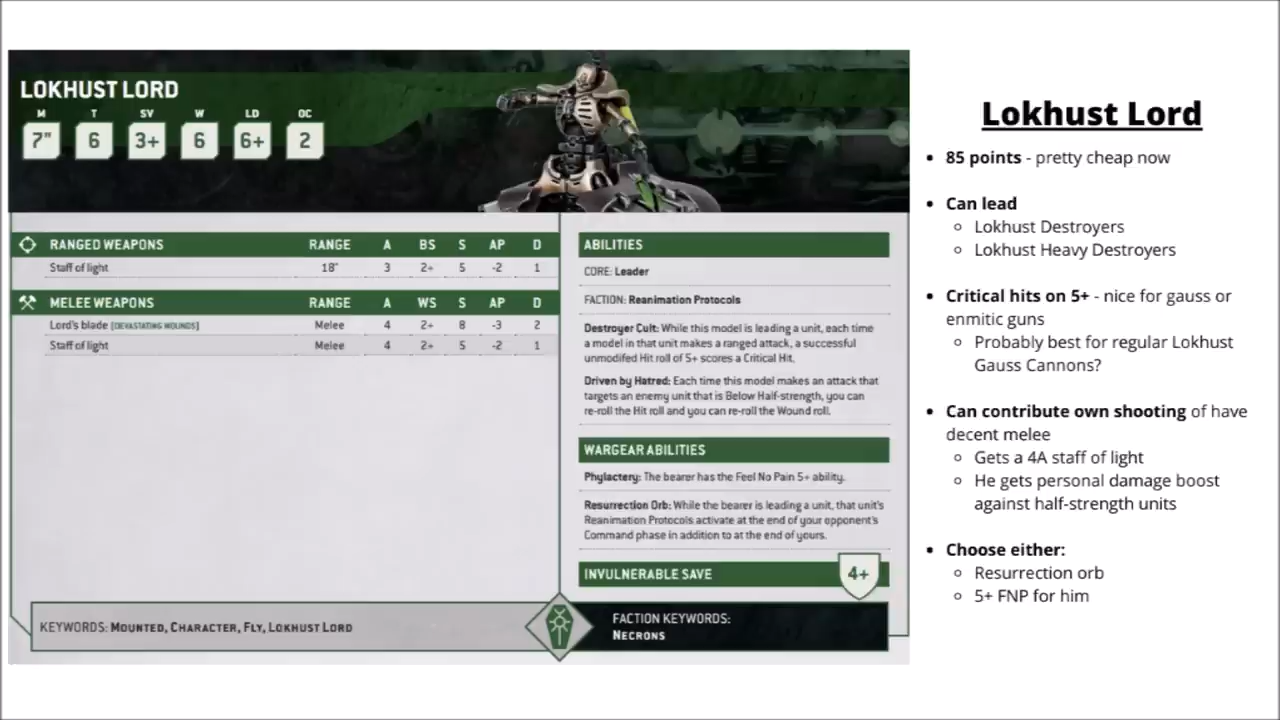 LOKHUST LORD
M T SV W LD OC
7" 6 3+ 6 6+ 2
RANGED WEAPONS RANGE A BS S AP D
Staff of light 18" 3 2+ 5 -2 1
MELEE WEAPONS RANGE A WS S AP D
Lord's blade [DEVASTATING WOUNDS] Melee 4 2+ 8 -3 2
Staff of light Melee 4 2+ 5 -2 1
ABILITIES
CORE: Leader
FACTION: Reanimation Protocols
Destroyer Cult: While this model is leading a unit, each time
a model in that unit makes a ranged attack, a successful
unmodifed Hit roll of 5+ scores a Critical Hit.
Driven by Hatred: Each time this model makes an attack that
targets an enemy unit that is Below Half-strength, you can
re-roll the Hit roll and you can re-roll the Wound roll.
WARGEAR ABILITIES
Phylactery: The bearer has the Feel No Pain 5+ ability.
Resurrection Orb: While the bearer is leading a unit, that unit's
Reanimation Protocols activate at the end of your opponent's
Command phase in addition to at the end of yours.
INVULNERABLE SAVE 4+
KEYWORDS: MOUNTED, CHARACTER, FLY, LOKHUST LORD
FACTION KEYWORDS:
NECRONS
Lokhust Lord
• 85 points - pretty cheap now
• Can lead
◦ Lokhust Destroyers
◦ Lokhust Heavy Destroyers
• Critical hits on 5+ - nice for gauss or
enmitic guns
◦ Probably best for regular Lokhust
Gauss Cannons?
• Can contribute own shooting of have
decent melee
◦ Gets a 4A staff of light
◦ He gets personal damage boost
against half-strength units
• Choose either:
◦ Resurrection orb
◦ 5+ FNP for him